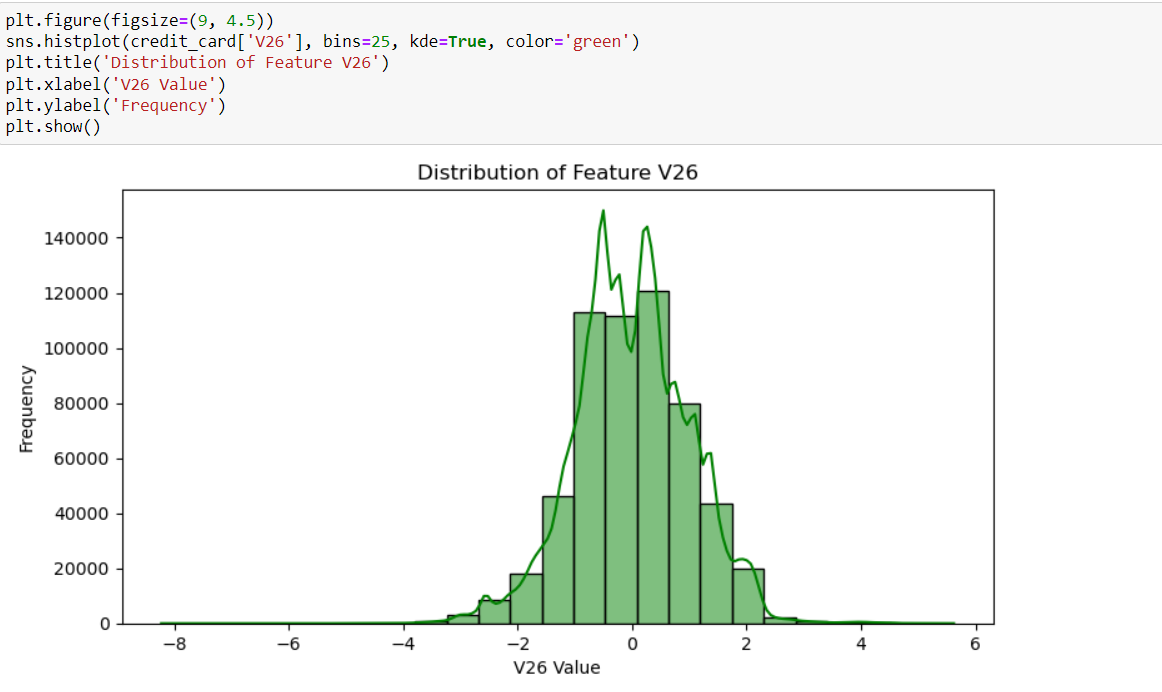 plt.figure(figsize=(9, 4.5))
sns.histplot(credit_card['V26'], bins=25, kde=True, color='green')
plt.title('Distribution of Feature V26')
plt.xlabel('V26 Value')
plt.ylabel('Frequency')
plt.show()
Distribution of Feature V26
140000
120000
100000
80000
60000
40000
20000
0
Frequency
−8 −6 −4 −2 0 2 4 6
V26 Value